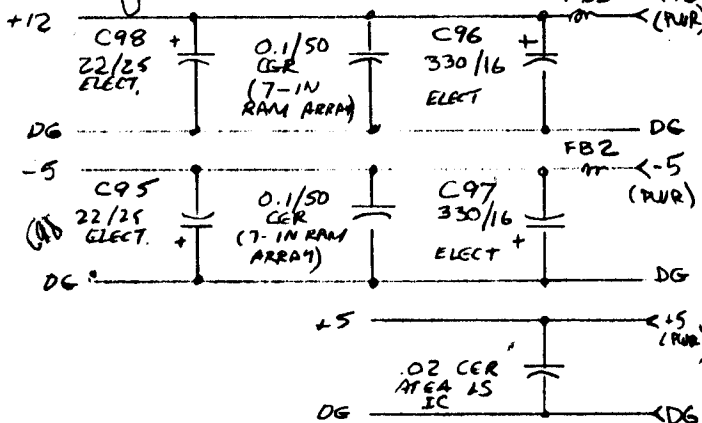 +12
C98 +
22/25
ELECT.
0.1/50
CER
(7-IN
RAM ARRAY)
C96 +
330/16
ELECT
(PWR)
DG
DG
-5
FB2
-5
(PWR)
C95
22/25
ELECT. +
0.1/50
CER
(7-IN RAM
ARRAY)
C97
330/16
ELECT +
DG
DG
+5
+5
(PWR)
.02 CER
AT EA LS
IC
DG
DG